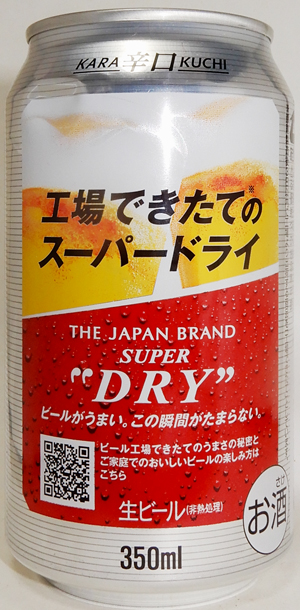 KARA 辛口 KUCHI
工場できたての※
スーパードライ
THE JAPAN BRAND
SUPER
“DRY”
ビールがうまい。この瞬間がたまらない。
ビール工場できたてのうまさの秘密と
ご家庭でのおいしいビールの楽しみ方は
こちら
生ビール(非熱処理)
さけ
お酒
350ml